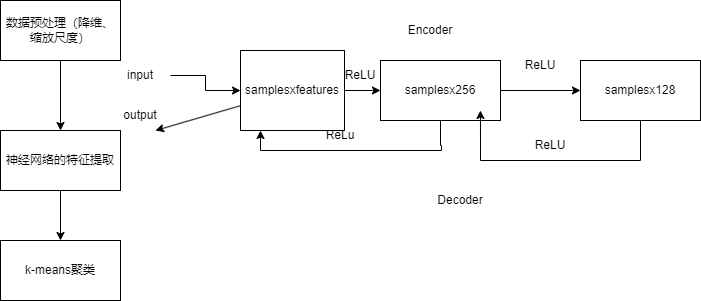 数据预处理（降维、
缩放尺度）
神经网络的特征提取
k-means聚类
Encoder
input
output
samplesxfeatures
ReLU
samplesx256
ReLU
samplesx128
ReLu
ReLU
Decoder